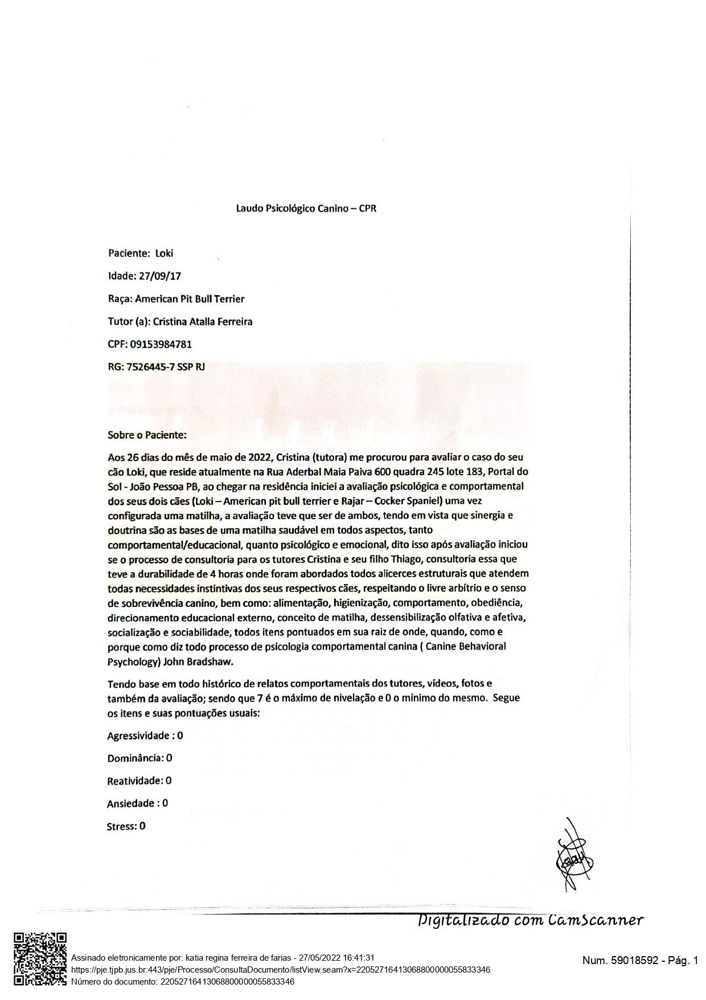 Laudo Psicológico Canino – CPR
Paciente: Loki
Idade: 27/09/17
Raça: American Pit Bull Terrier
Tutor (a): Cristina Atalla Ferreira
CPF: 09153984781
RG: 7526445-7 SSP RJ
Sobre o Paciente:
Aos 26 dias do mês de maio de 2022, Cristina (tutora) me procurou para avaliar o caso do seu
cão Loki, que reside atualmente na Rua Aderbal Maia Paiva 600 quadra 245 lote 183, Portal do
Sol - João Pessoa PB, ao chegar na residência iniciei a avaliação psicológica e comportamental
dos seus dois cães (Loki – American pit bull terrier e Rajar – Cocker Spaniel) uma vez
configurada uma matilha, a avaliação teve que ser de ambos, tendo em vista que sinergia e
doutrina são as bases de uma matilha saudável em todos aspectos, tanto
comportamental/educacional, quanto psicológico e emocional, dito isso após avaliação iniciou
se o processo de consultoria para os tutores Cristina e seu filho Thiago, consultoria essa que
teve a durabilidade de 4 horas onde foram abordados todos alicerces estruturais que atendem
todas necessidades instintivas dos seus respectivos cães, respeitando o livre arbítrio e o senso
de sobrevivência canino, bem como: alimentação, higienização, comportamento, obediência,
direcionamento educacional externo, conceito de matilha, dessensibilização olfativa e afetiva,
socialização e sociabilidade, todos itens pontuados em sua raiz de onde, quando, como e
porque como diz todo processo de psicologia comportamental canina ( Canine Behavioral
Psychology) John Bradshaw.
Tendo base em todo histórico de relatos comportamentais dos tutores, vídeos, fotos e
também da avaliação; sendo que 7 é o máximo de nivelação e 0 o mínimo do mesmo. Segue
os itens e suas pontuações usuais:
Agressividade : 0
Dominância: 0
Reatividade: 0
Ansiedade : 0
Stress: 0
Digitalizado com CamScanner
Assinado eletronicamente por: katia regina ferreira de farias - 27/05/2022 16:41:31
https://pje.tjpb.jus.br:443/pje/Processo/ConsultaDocumento/listView.seam?x=22052716413068800000055833346
Número do documento: 22052716413068800000055833346
Num. 59018592 - Pág. 1